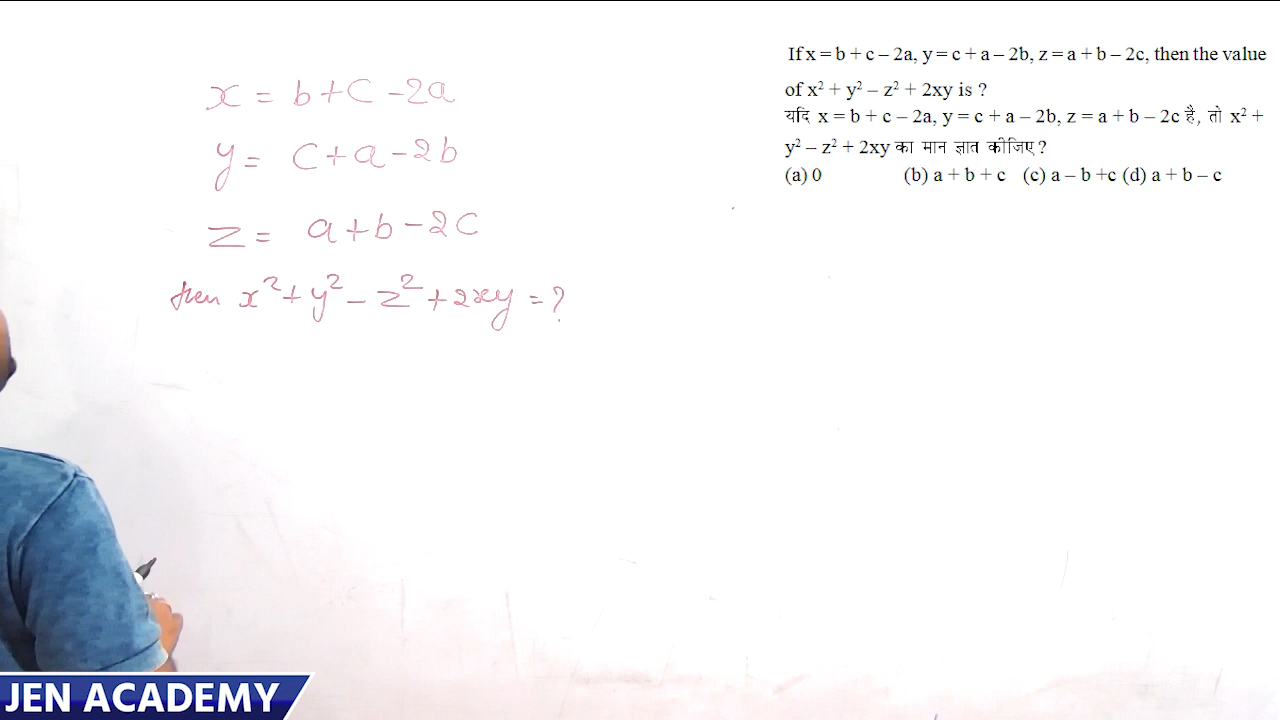 x = b+c-2a
y = c+a-2b
z = a+b-2c
then x²+y²-z²+2xy = ?
If x = b + c – 2a, y = c + a – 2b, z = a + b – 2c, then the value
of x² + y² – z² + 2xy is ?
यदि x = b + c – 2a, y = c + a – 2b, z = a + b – 2c है, तो x² +
y² – z² + 2xy का मान ज्ञात कीजिए ?
(a) 0 (b) a + b + c (c) a – b +c (d) a + b – c
JEN ACADEMY